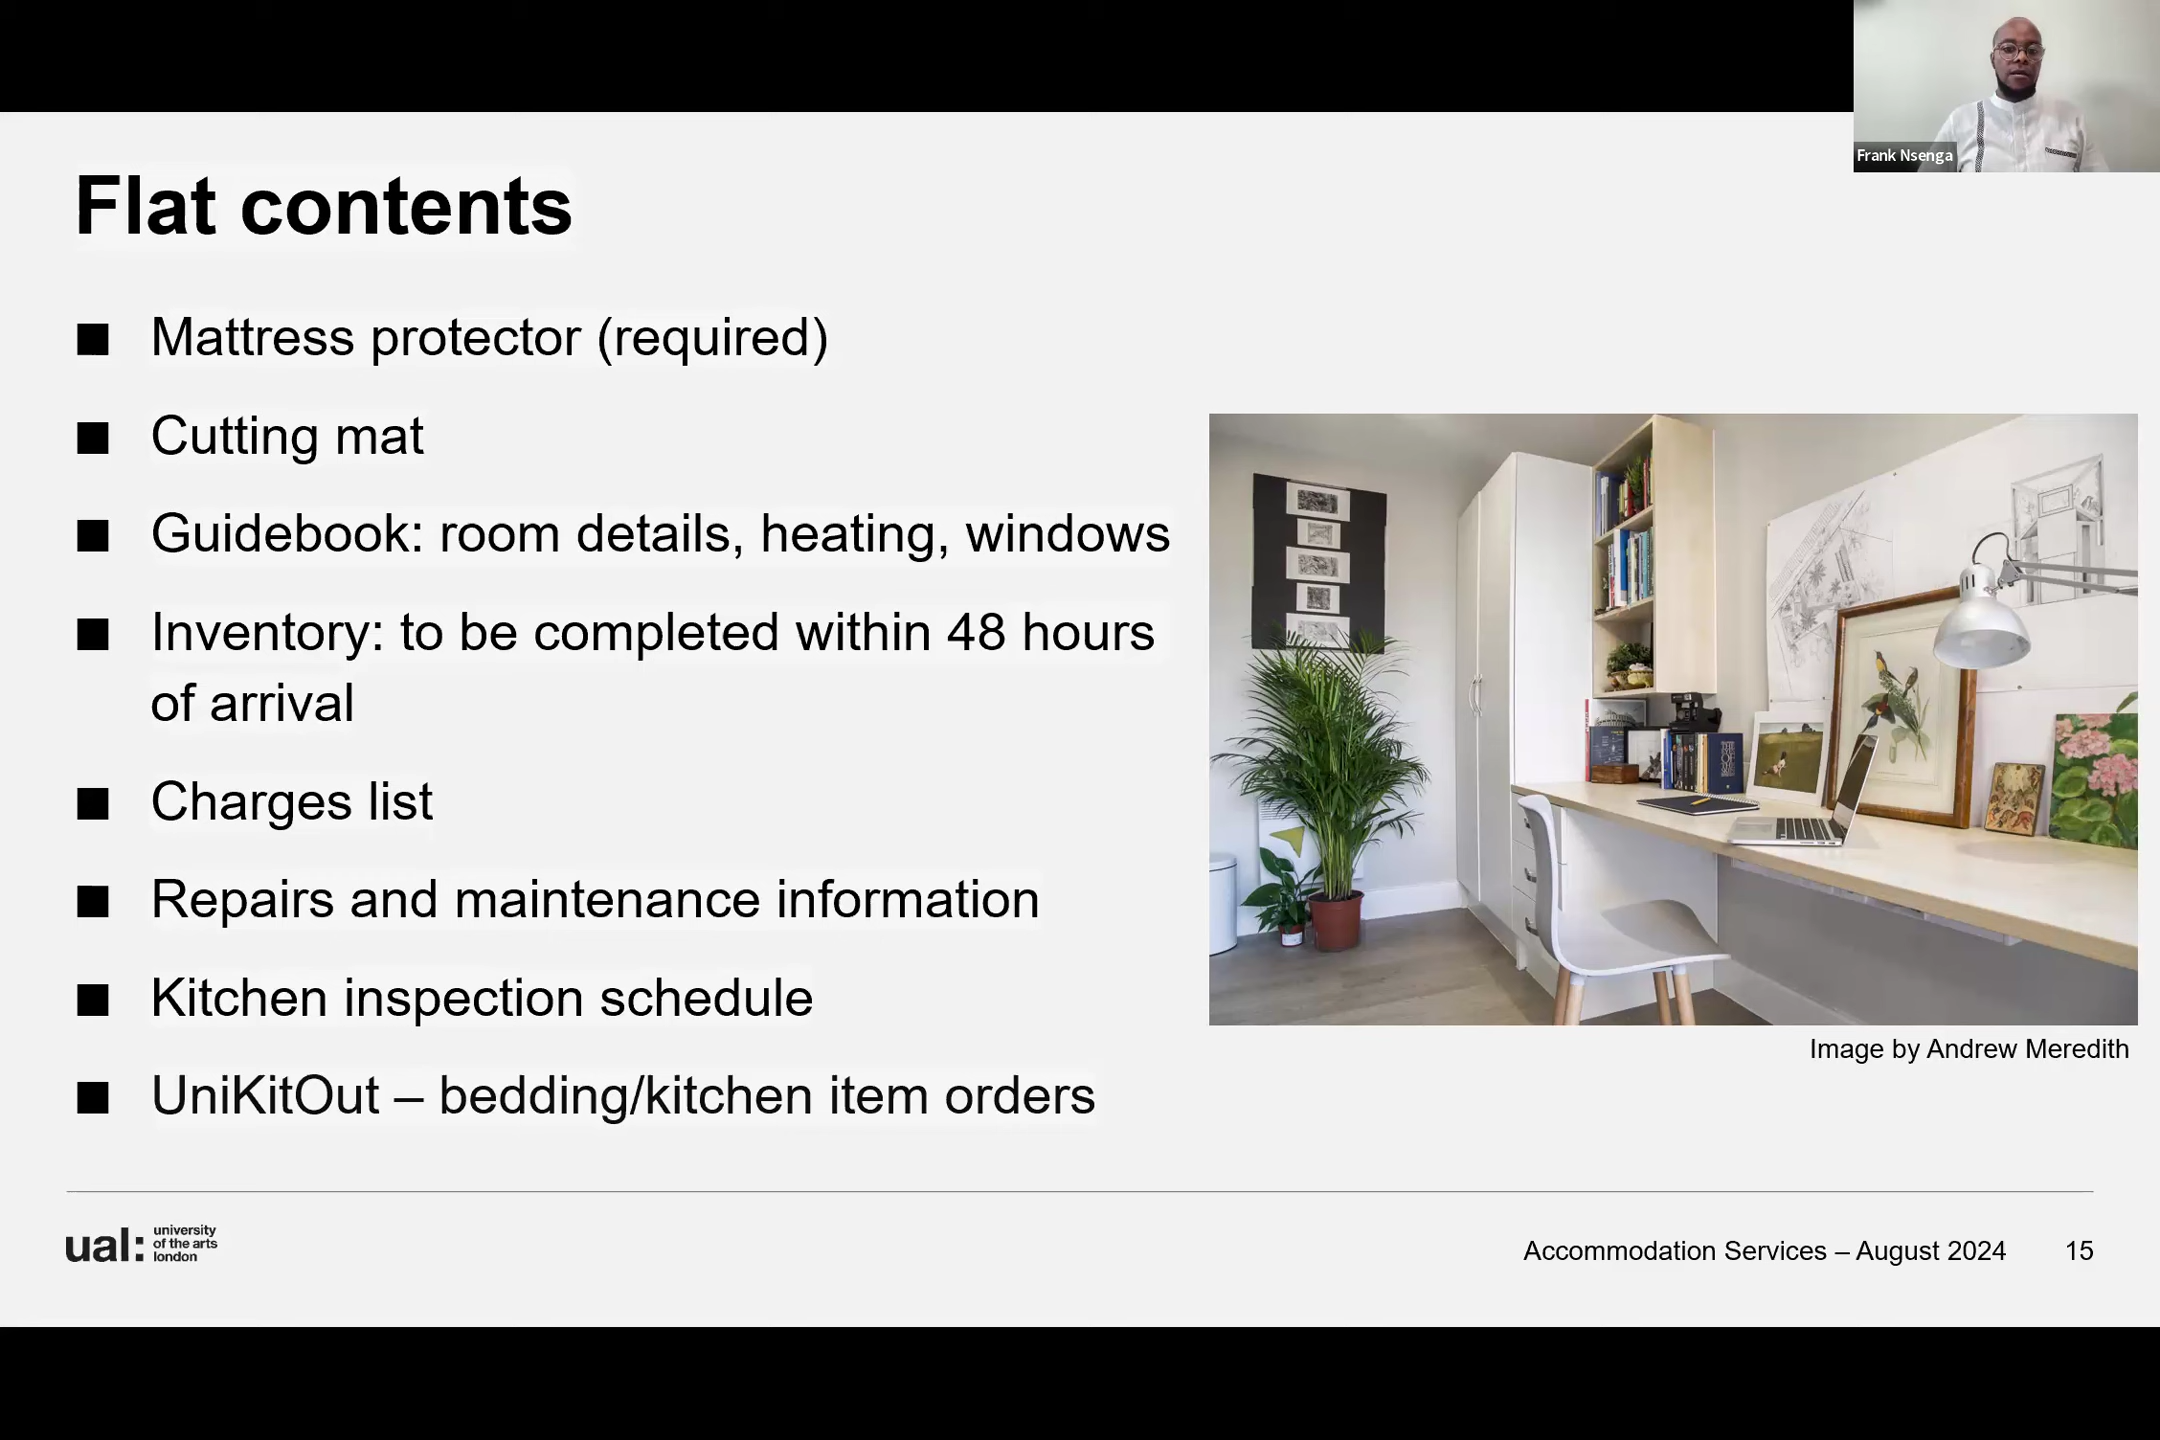 Frank Nsenga
Flat contents
■ Mattress protector (required)
■ Cutting mat
■ Guidebook: room details, heating, windows
■ Inventory: to be completed within 48 hours
of arrival
■ Charges list
■ Repairs and maintenance information
■ Kitchen inspection schedule
■ UniKitOut – bedding/kitchen item orders
Image by Andrew Meredith
ual: university
of the arts
london
Accommodation Services – August 2024 15